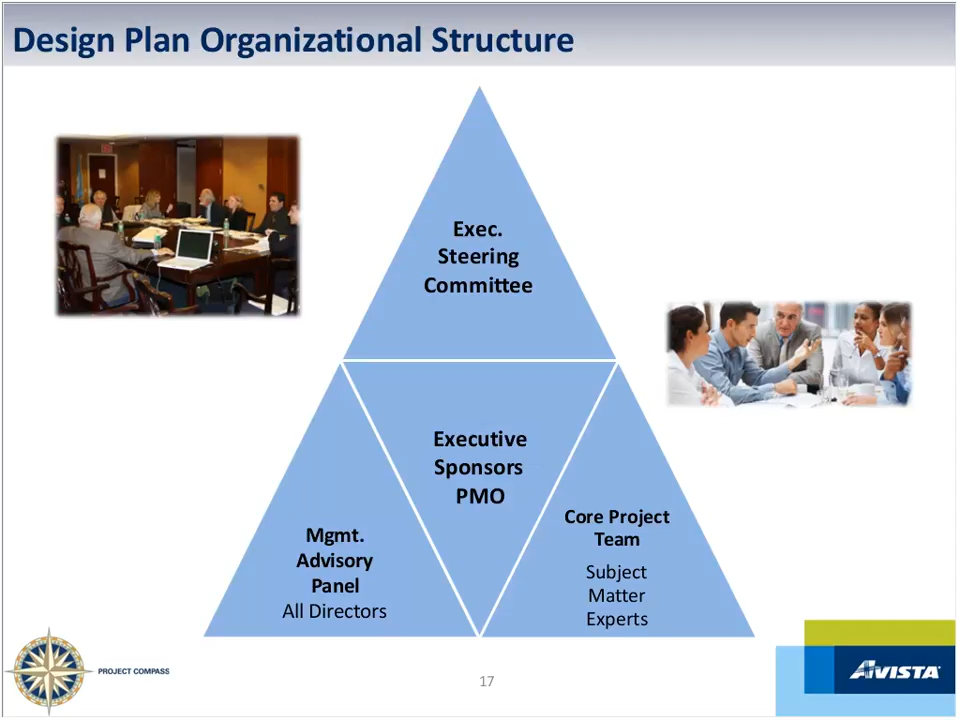 Design Plan Organizational Structure
Exec.
Steering
Committee
Executive
Sponsors
PMO
Mgmt.
Advisory
Panel
All Directors
Core Project
Team
Subject
Matter
Experts
PROJECT COMPASS
17
AVISTA